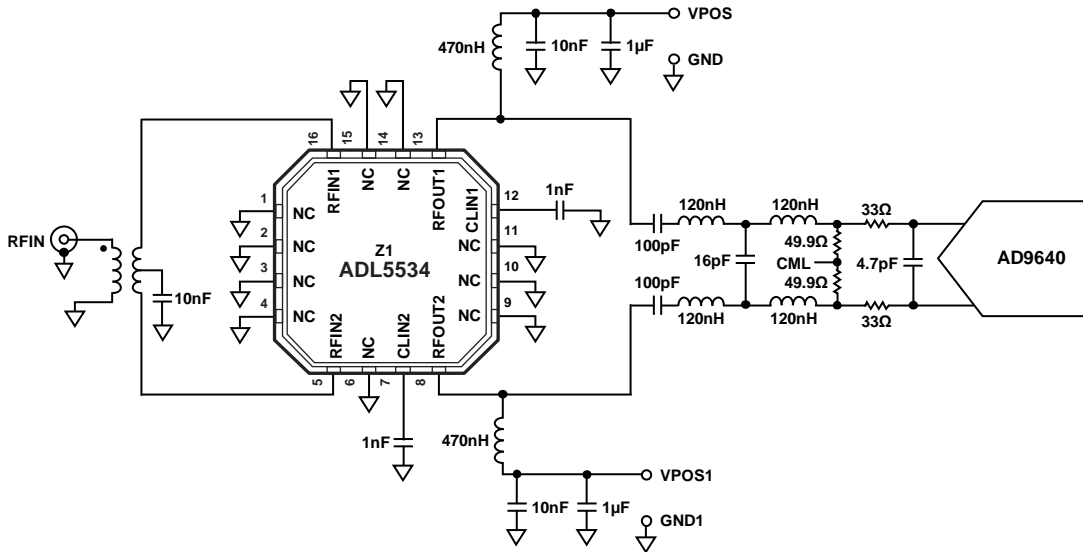 VPOS
470nH
10nF
1µF
GND
16
15
14
13
RFIN1
NC
NC
RFOUT1
CLIN1
12
1nF
1
NC
11
NC
2
NC
10
NC
3
NC
9
NC
4
NC
Z1
ADL5534
RFIN
10nF
RFIN2
NC
CLIN2
RFOUT2
5
6
7
8
120nH
120nH
33Ω
100pF
49.9Ω
16pF
CML
4.7pF
AD9640
100pF
49.9Ω
120nH
120nH
33Ω
1nF
470nH
VPOS1
10nF
1µF
GND1